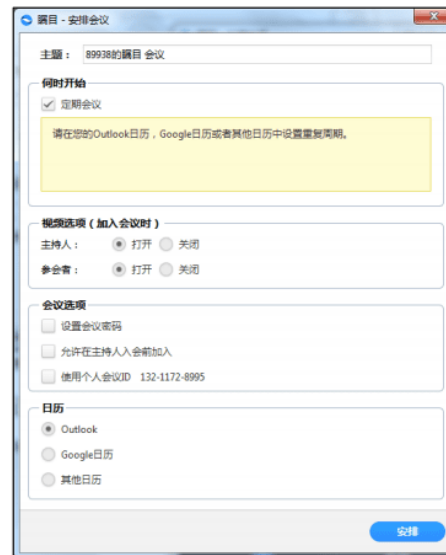 瞩目 - 安排会议
主题： 89938的瞩目 会议
何时开始
定期会议
请在您的Outlook日历，Google日历或者其他日历中设置重复周期。
视频选项（加入会议时）
主持人： 打开 关闭
参会者： 打开 关闭
会议选项
设置会议密码
允许在主持人入会前加入
使用个人会议ID 132-1172-8995
日历
Outlook
Google日历
其他日历
安排